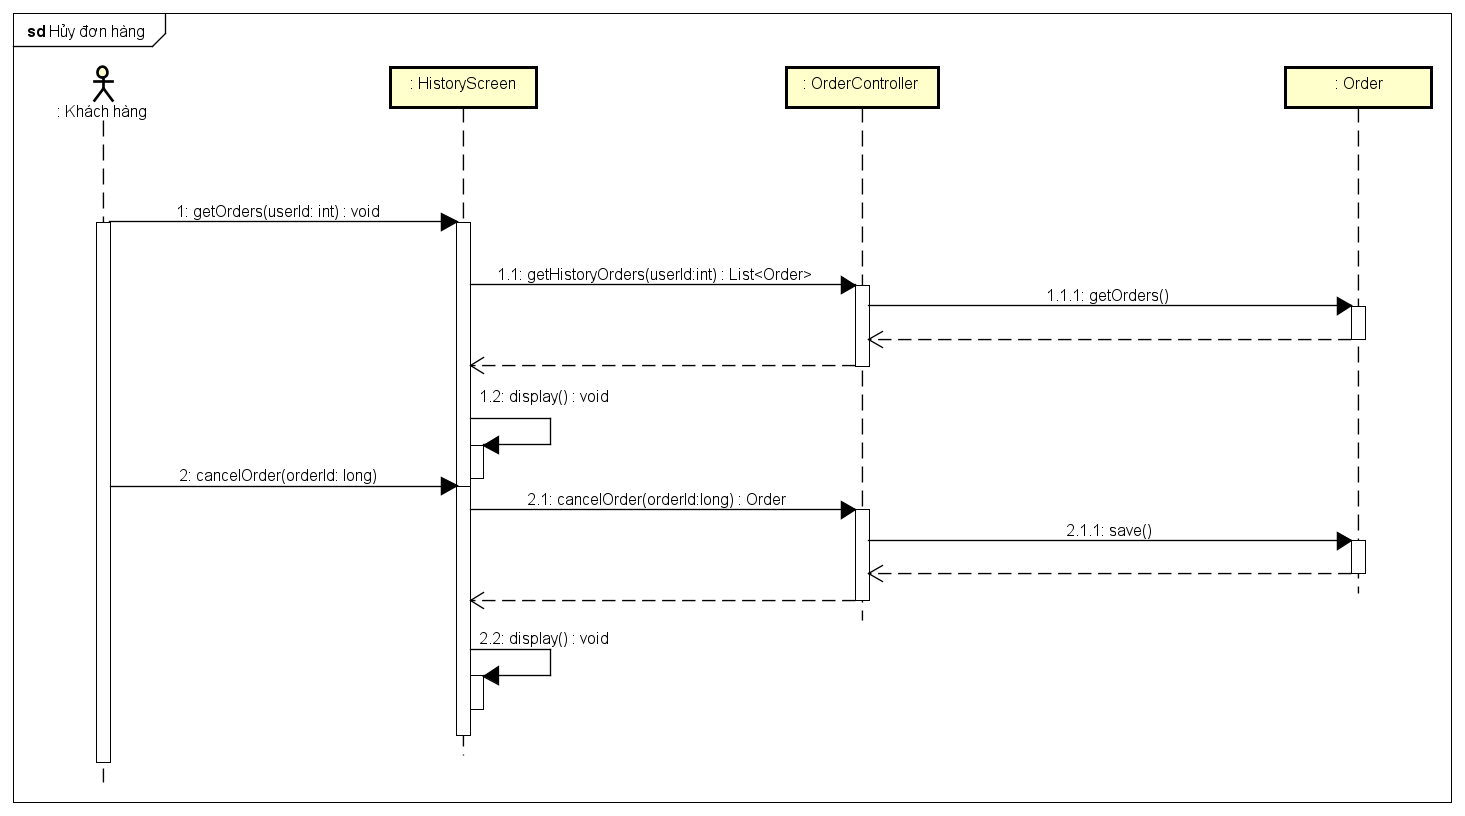 sd Hủy đơn hàng
: Khách hàng
: HistoryScreen
: OrderController
: Order
1: getOrders(userId: int) : void
1.1: getHistoryOrders(userId:int) : List<Order>
1.1.1: getOrders()
1.2: display() : void
2: cancelOrder(orderId: long)
2.1: cancelOrder(orderId:long) : Order
2.1.1: save()
2.2: display() : void